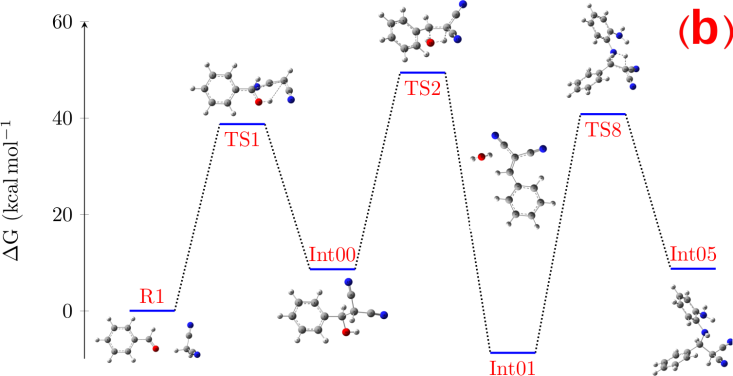 (b)
60
40
20
0
ΔG (kcal mol⁻¹)
R1
TS1
Int00
TS2
Int01
TS8
Int05